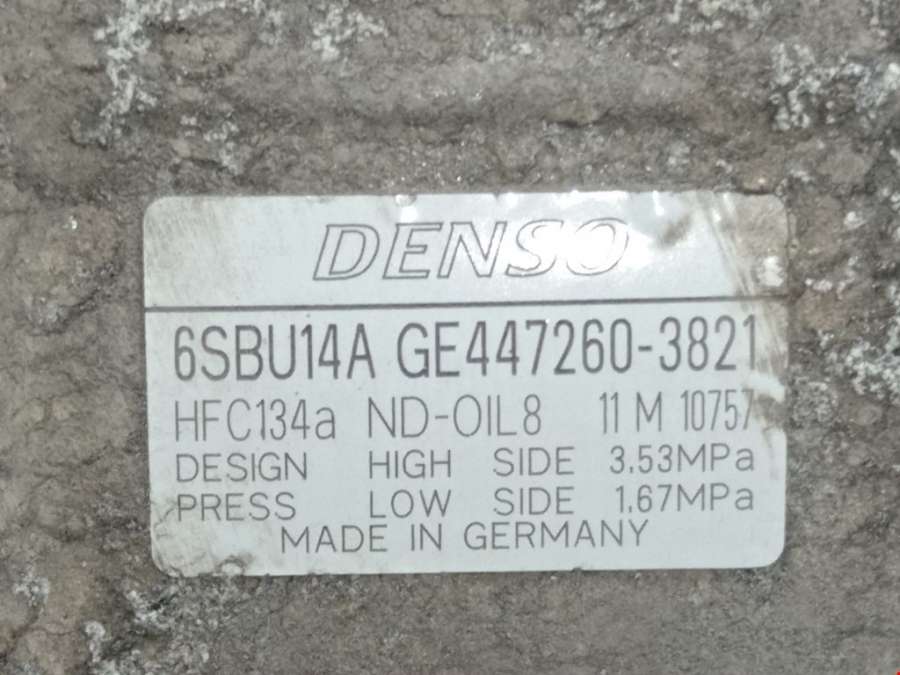 DENSO
6SBU14A GE447260-3821
HFC134a ND-OIL8 11 M 10757
DESIGN HIGH SIDE 3.53MPa
PRESS LOW SIDE 1.67MPa
MADE IN GERMANY